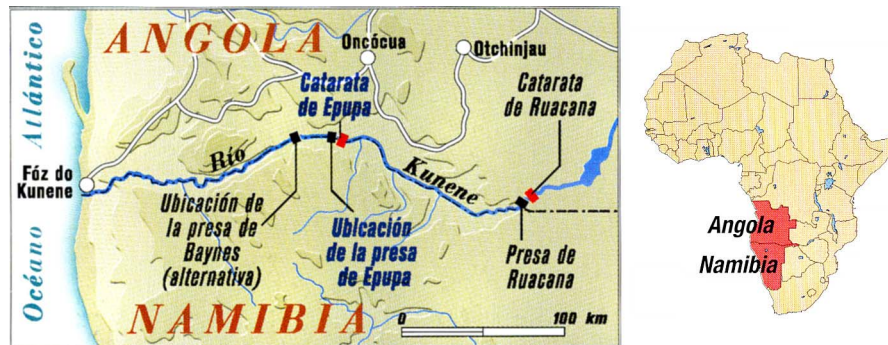 ANGOLA
Oncócua
Otchinjau
Catarata
de Epupa
Catarata
de Ruacana
Océano Atlántico
Río Kunene
Fóz do
Kunene
Ubicación de
la presa de
Baynes
(alternativa)
Ubicación
de la presa
de Epupa
Presa de
Ruacana
NAMIBIA
0 100 km
Angola
Namibia